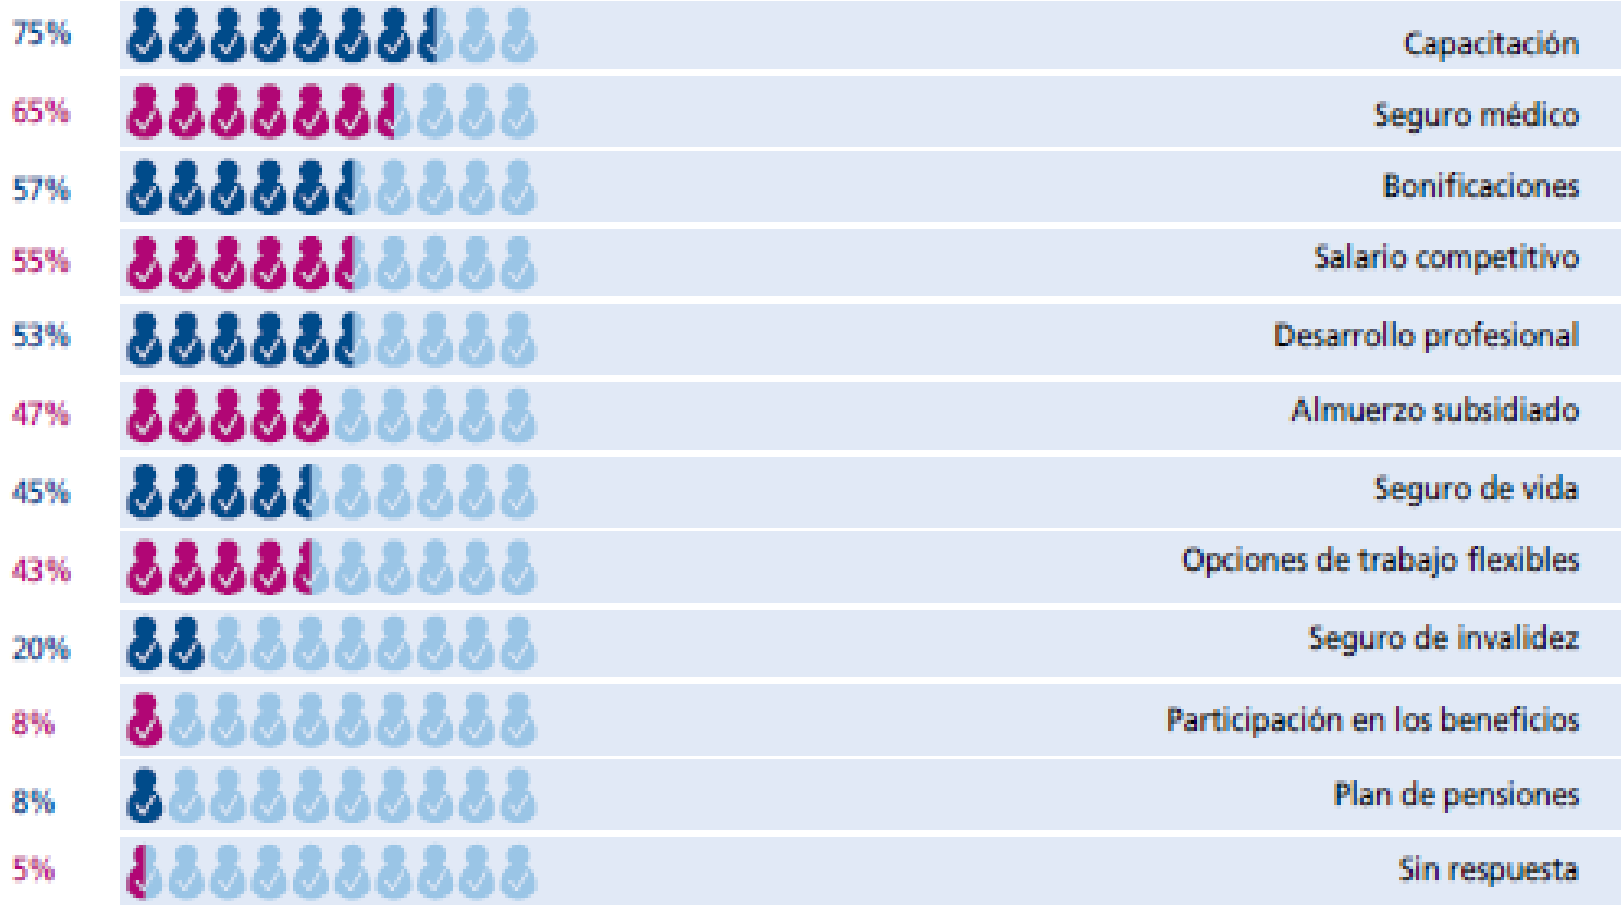 75% Capacitación
65% Seguro médico
57% Bonificaciones
55% Salario competitivo
53% Desarrollo profesional
47% Almuerzo subsidiado
45% Seguro de vida
43% Opciones de trabajo flexibles
20% Seguro de invalidez
8% Participación en los beneficios
8% Plan de pensiones
5% Sin respuesta